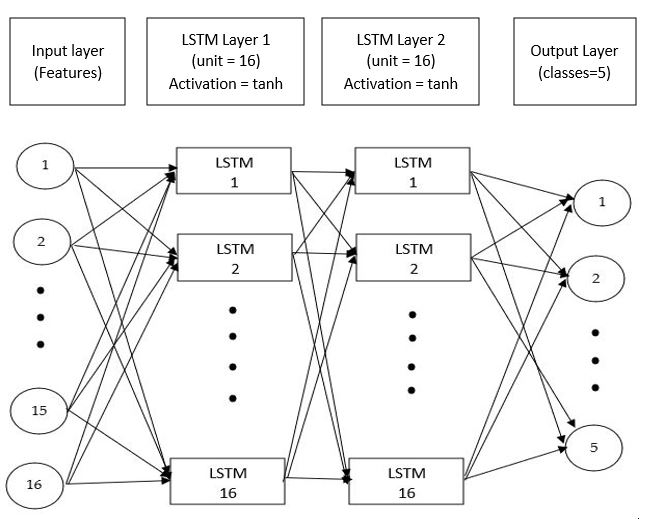 Input layer
(Features)
LSTM Layer 1
(unit = 16)
Activation = tanh
LSTM Layer 2
(unit = 16)
Activation = tanh
Output Layer
(classes=5)
1
2
15
16
LSTM
1
LSTM
2
LSTM
16
LSTM
1
LSTM
2
LSTM
16
1
2
5